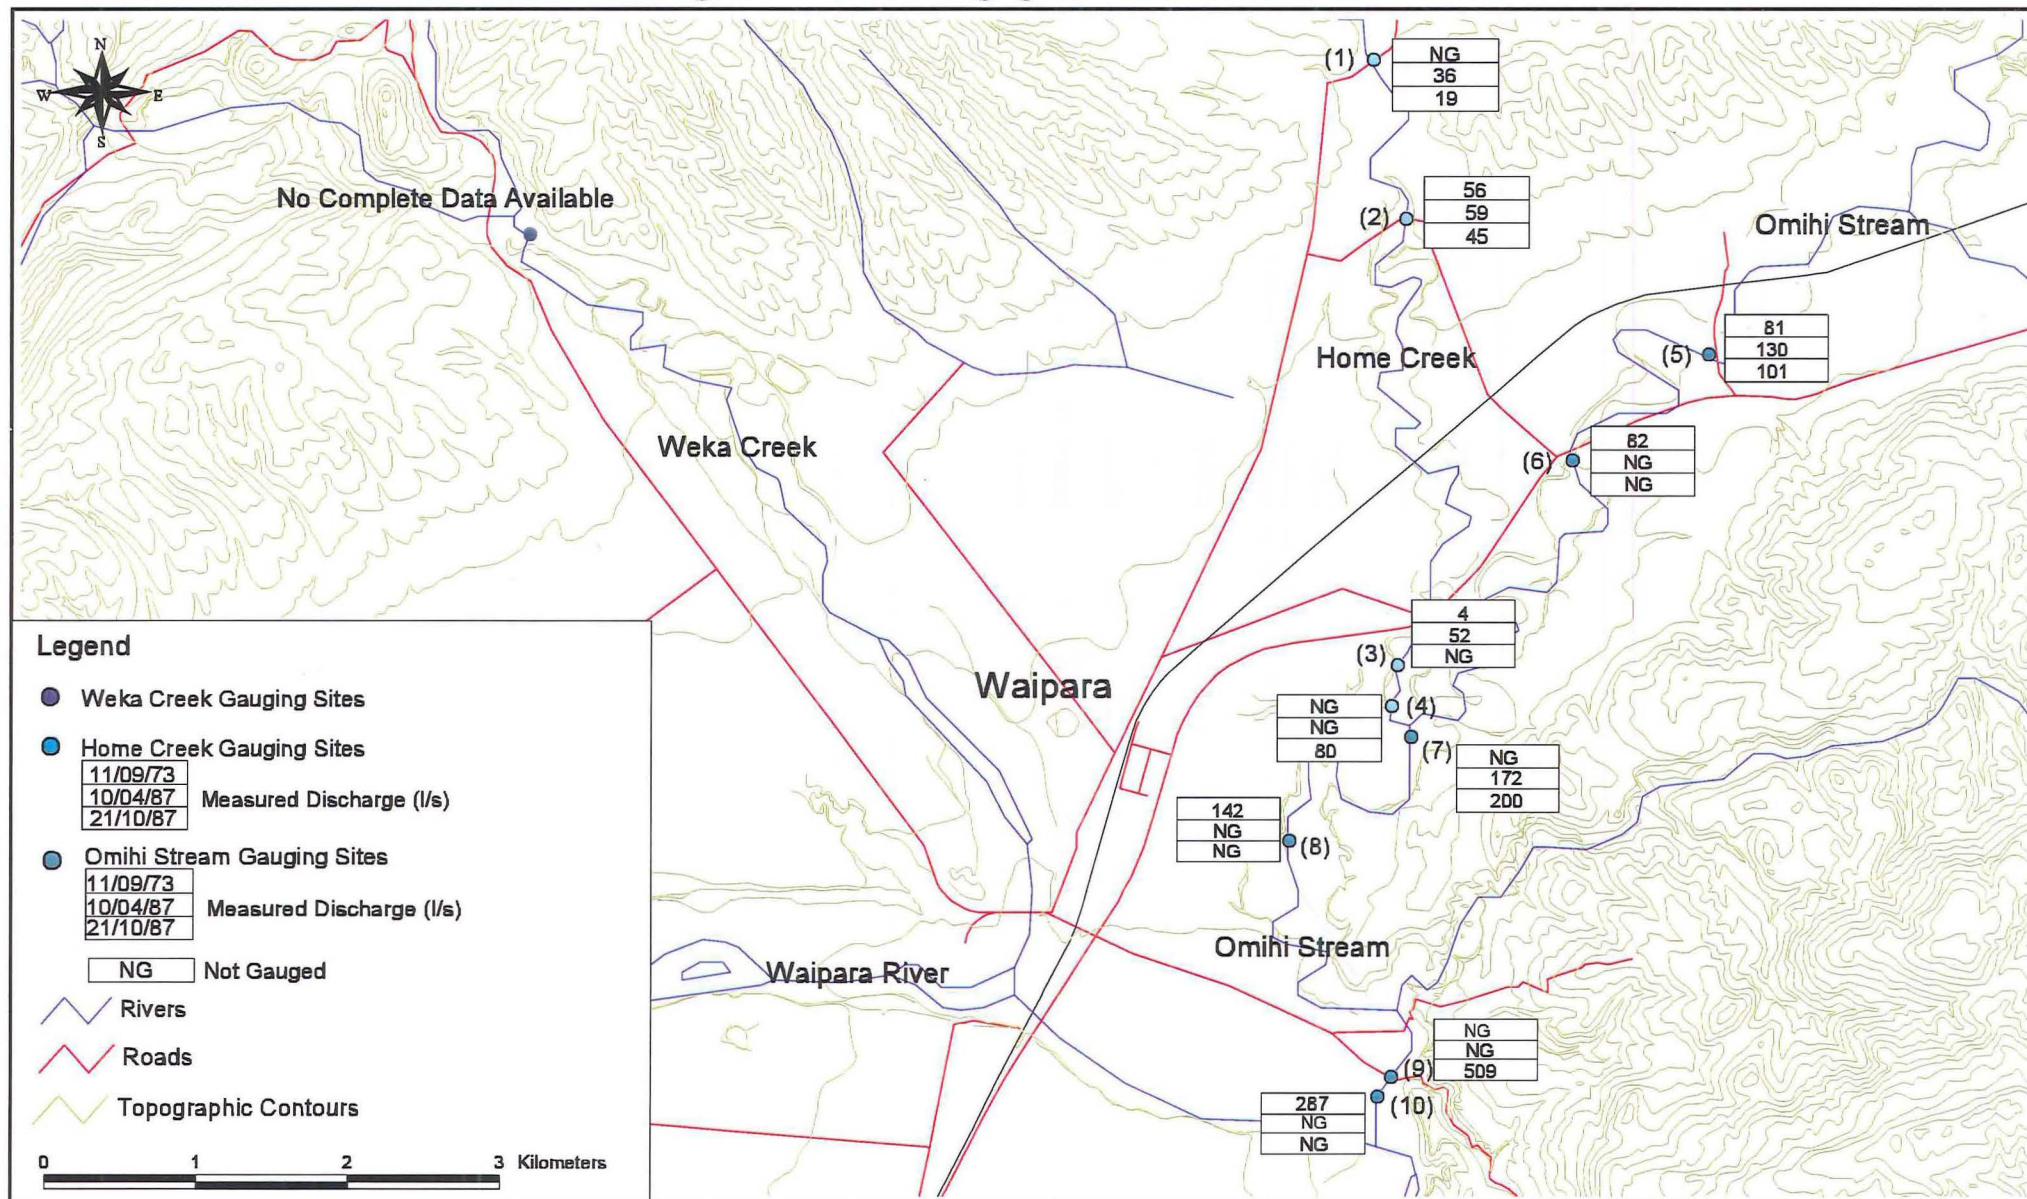 N
W
E
S
(1)
NG
36
19
No Complete Data Available
(2)
56
59
45
Omihi Stream
Home Creek
(5)
81
130
101
Weka Creek
(6)
82
NG
NG
(3)
4
52
NG
Waipara
NG
NG
80
(4)
(7)
NG
172
200
142
NG
NG
(8)
Omihi Stream
Waipara River
NG
NG
509
(9)
287
NG
NG
(10)
Legend
Weka Creek Gauging Sites
Home Creek Gauging Sites
11/09/73
10/04/87 Measured Discharge (l/s)
21/10/87
Omihi Stream Gauging Sites
11/09/73
10/04/87 Measured Discharge (l/s)
21/10/87
NG Not Gauged
Rivers
Roads
Topographic Contours
0 1 2 3 Kilometers